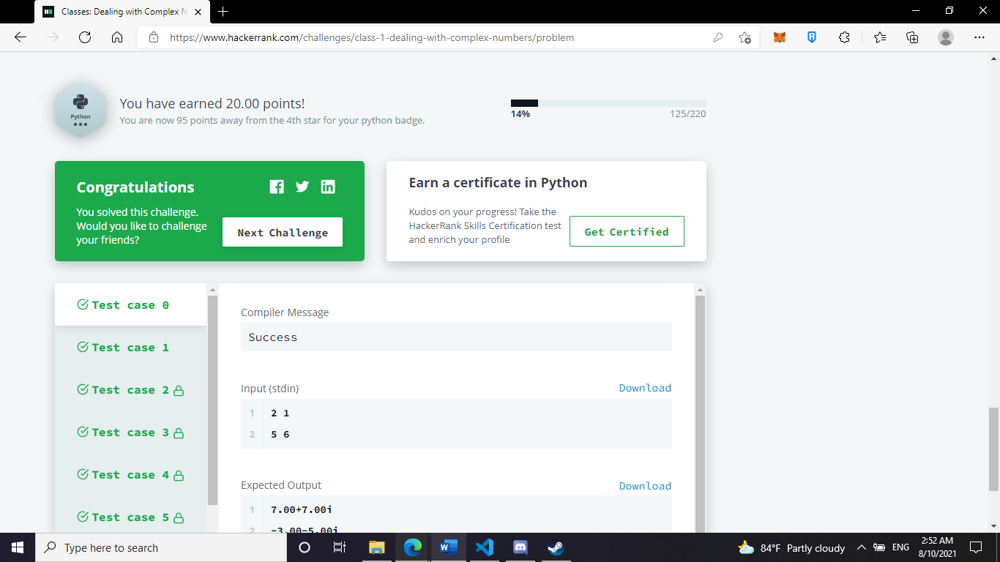 Classes: Dealing with Complex N
https://www.hackerrank.com/challenges/class-1-dealing-with-complex-numbers/problem
Python
You have earned 20.00 points!
You are now 95 points away from the 4th star for your python badge.
14%
125/220
Congratulations
You solved this challenge.
Would you like to challenge
your friends?
Next Challenge
Earn a certificate in Python
Kudos on your progress! Take the
HackerRank Skills Certification test
and enrich your profile
Get Certified
Test case 0
Test case 1
Test case 2
Test case 3
Test case 4
Test case 5
Compiler Message
Success
Input (stdin)
Download
1 2 1
2 5 6
Expected Output
Download
1 7.00+7.00i
2 -3.00-5.00i
Type here to search
84°F Partly cloudy
ENG
2:52 AM
8/10/2021